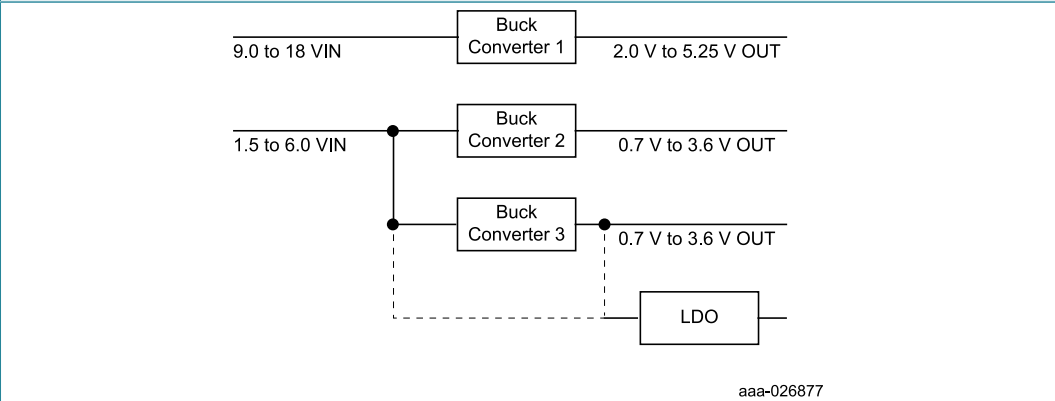 Buck
Converter 1
9.0 to 18 VIN
2.0 V to 5.25 V OUT
Buck
Converter 2
1.5 to 6.0 VIN
0.7 V to 3.6 V OUT
Buck
Converter 3
0.7 V to 3.6 V OUT
LDO
aaa-026877